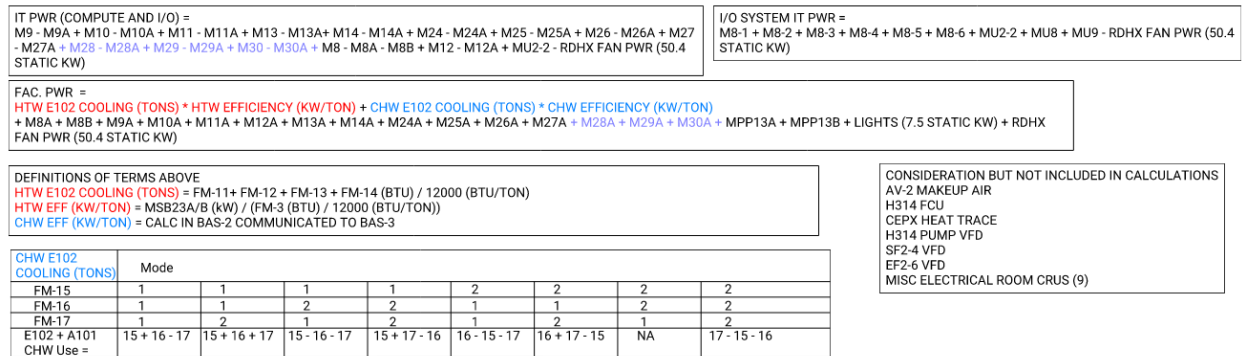 IT PWR (COMPUTE AND I/O) =
M9 - M9A + M10 - M10A + M11 - M11A + M13 - M13A+ M14 - M14A + M24 - M24A + M25 - M25A + M26 - M26A + M27
- M27A + M28 - M28A + M29 - M29A + M30 - M30A + M8 - M8A - M8B + M12 - M12A + MU2-2 - RDHX FAN PWR (50.4
STATIC KW)
I/O SYSTEM IT PWR =
M8-1 + M8-2 + M8-3 + M8-4 + M8-5 + M8-6 + MU2-2 + MU8 + MU9 - RDHX FAN PWR (50.4
STATIC KW)
FAC. PWR =
HTW E102 COOLING (TONS) * HTW EFFICIENCY (KW/TON) + CHW E102 COOLING (TONS) * CHW EFFICIENCY (KW/TON)
+ M8A + M8B + M9A + M10A + M11A + M12A + M13A + M14A + M24A + M25A + M26A + M27A + M28A + M29A + M30A + MPP13A + MPP13B + LIGHTS (7.5 STATIC KW) + RDHX
FAN PWR (50.4 STATIC KW)
DEFINITIONS OF TERMS ABOVE
HTW E102 COOLING (TONS) = FM-11+ FM-12 + FM-13 + FM-14 (BTU) / 12000 (BTU/TON)
HTW EFF (KW/TON) = MSB23A/B (kW) / (FM-3 (BTU) / 12000 (BTU/TON))
CHW EFF (KW/TON) = CALC IN BAS-2 COMMUNICATED TO BAS-3
CONSIDERATION BUT NOT INCLUDED IN CALCULATIONS
AV-2 MAKEUP AIR
H314 FCU
CEPX HEAT TRACE
H314 PUMP VFD
SF2-4 VFD
EF2-6 VFD
MISC ELECTRICAL ROOM CRUS (9)
CHW E102
COOLING (TONS) Mode
FM-15 1 1 1 1 2 2 2 2
FM-16 1 1 2 2 1 1 2 2
FM-17 1 2 1 2 1 2 1 2
E102 + A101 15 + 16 - 17 15 + 16 + 17 15 - 16 - 17 15 + 17 - 16 16 - 15 - 17 16 + 17 - 15 NA 17 - 15 - 16
CHW Use =